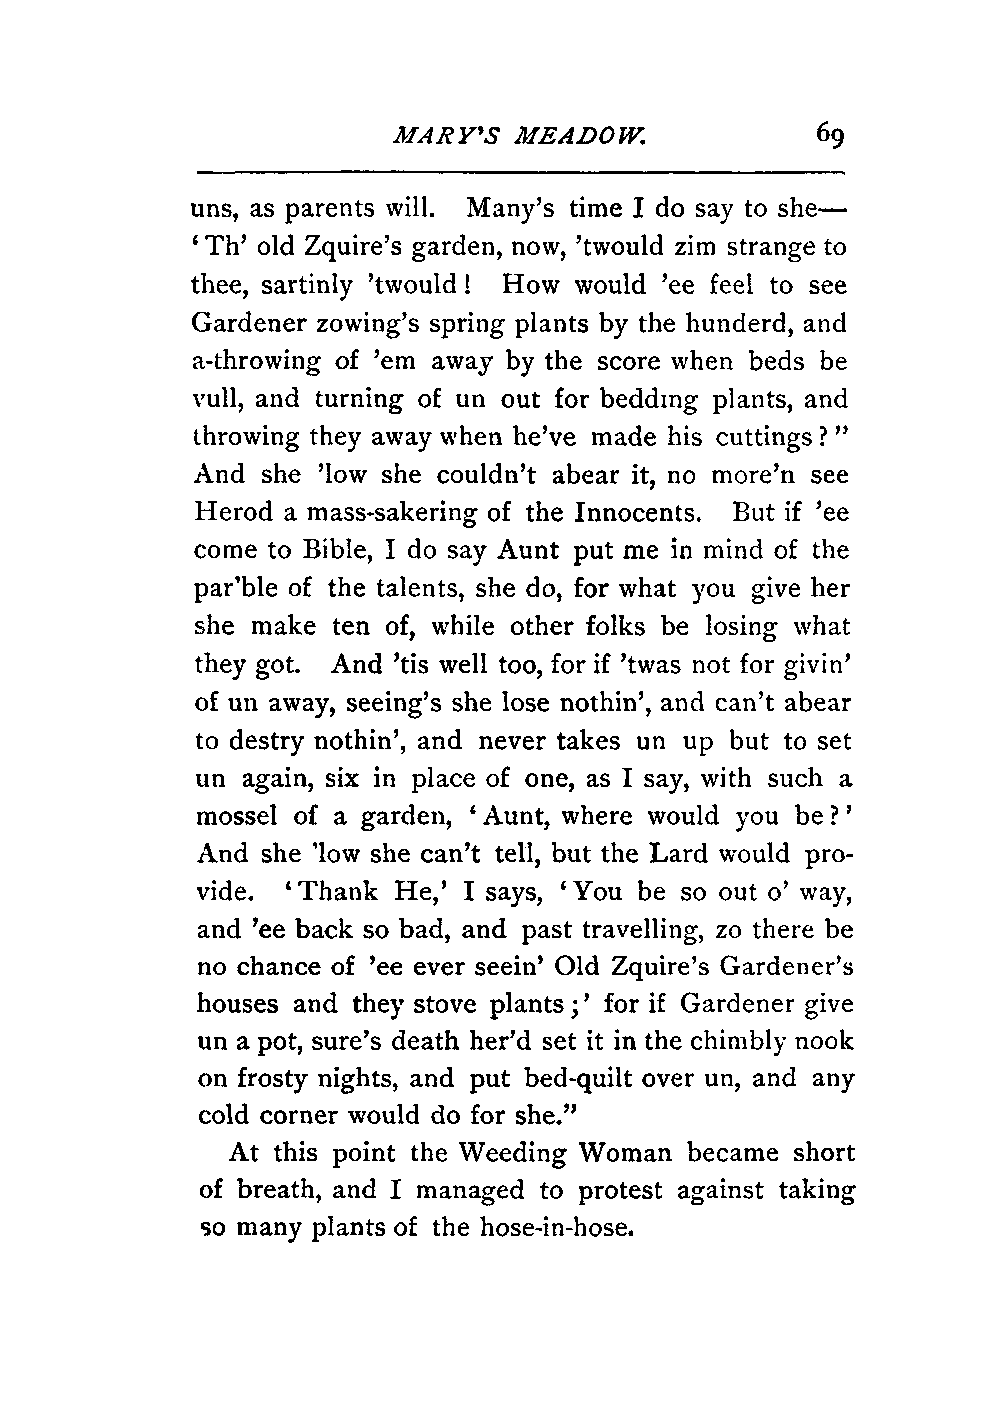 MARY'S MEADOW. 69
uns, as parents will. Many's time I do say to she—
'Th' old Zquire's garden, now, 'twould zim strange to
thee, sartinly 'twould! How would 'ee feel to see
Gardener zowing's spring plants by the hunderd, and
a-throwing of 'em away by the score when beds be
vull, and turning of un out for bedding plants, and
throwing they away when he've made his cuttings?"
And she 'low she couldn't abear it, no more'n see
Herod a mass-sakering of the Innocents. But if 'ee
come to Bible, I do say Aunt put me in mind of the
par'ble of the talents, she do, for what you give her
she make ten of, while other folks be losing what
they got. And 'tis well too, for if 'twas not for givin'
of un away, seeing's she lose nothin', and can't abear
to destry nothin', and never takes un up but to set
un again, six in place of one, as I say, with such a
mossel of a garden, 'Aunt, where would you be?'
And she 'low she can't tell, but the Lard would pro-
vide. 'Thank He,' I says, 'You be so out o' way,
and 'ee back so bad, and past travelling, zo there be
no chance of 'ee ever seein' Old Zquire's Gardener's
houses and they stove plants;' for if Gardener give
un a pot, sure's death her'd set it in the chimbly nook
on frosty nights, and put bed-quilt over un, and any
cold corner would do for she."
At this point the Weeding Woman became short
of breath, and I managed to protest against taking
so many plants of the hose-in-hose.